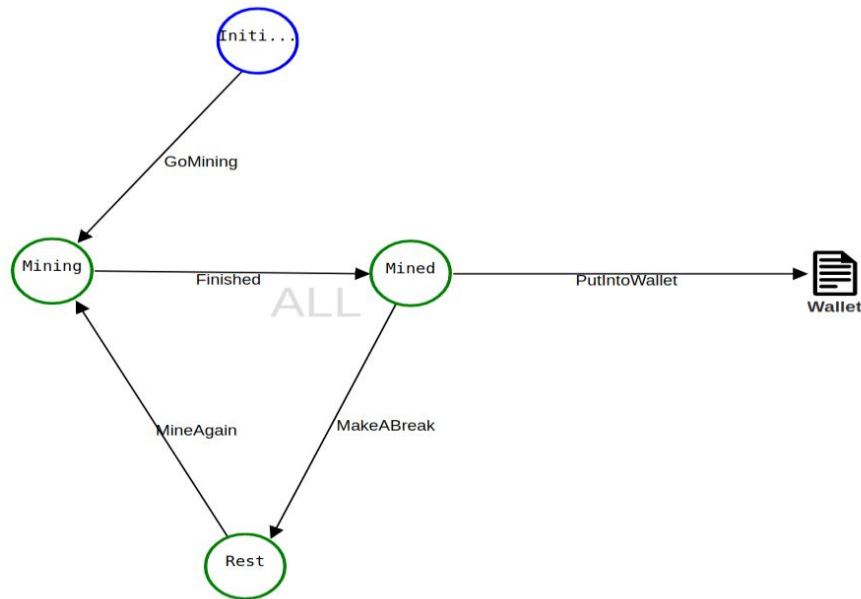 Initi...
GoMining
Mining
Finished
Mined
PutIntoWallet
Wallet
ALL
MineAgain
MakeABreak
Rest